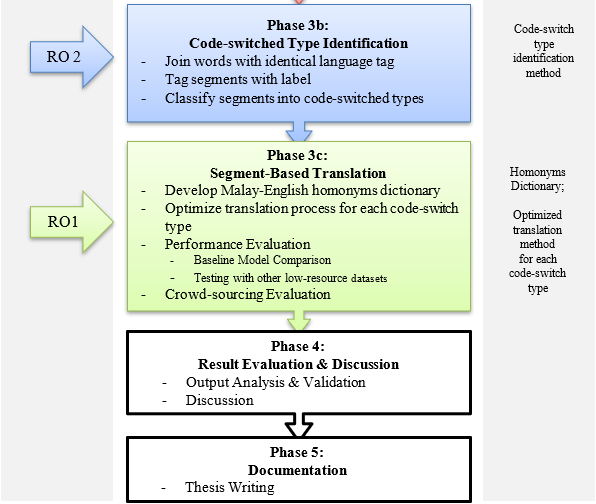 RO 2
Phase 3b:
Code-switched Type Identification
- Join words with identical language tag
- Tag segments with label
- Classify segments into code-switched types
Code-switch
type
identification
method
RO1
Phase 3c:
Segment-Based Translation
- Develop Malay-English homonyms dictionary
- Optimize translation process for each code-switch
type
- Performance Evaluation
- Baseline Model Comparison
- Testing with other low-resource datasets
- Crowd-sourcing Evaluation
Homonyms
Dictionary;
Optimized
translation
method
for each
code-switch
type
Phase 4:
Result Evaluation & Discussion
- Output Analysis & Validation
- Discussion
Phase 5:
Documentation
- Thesis Writing